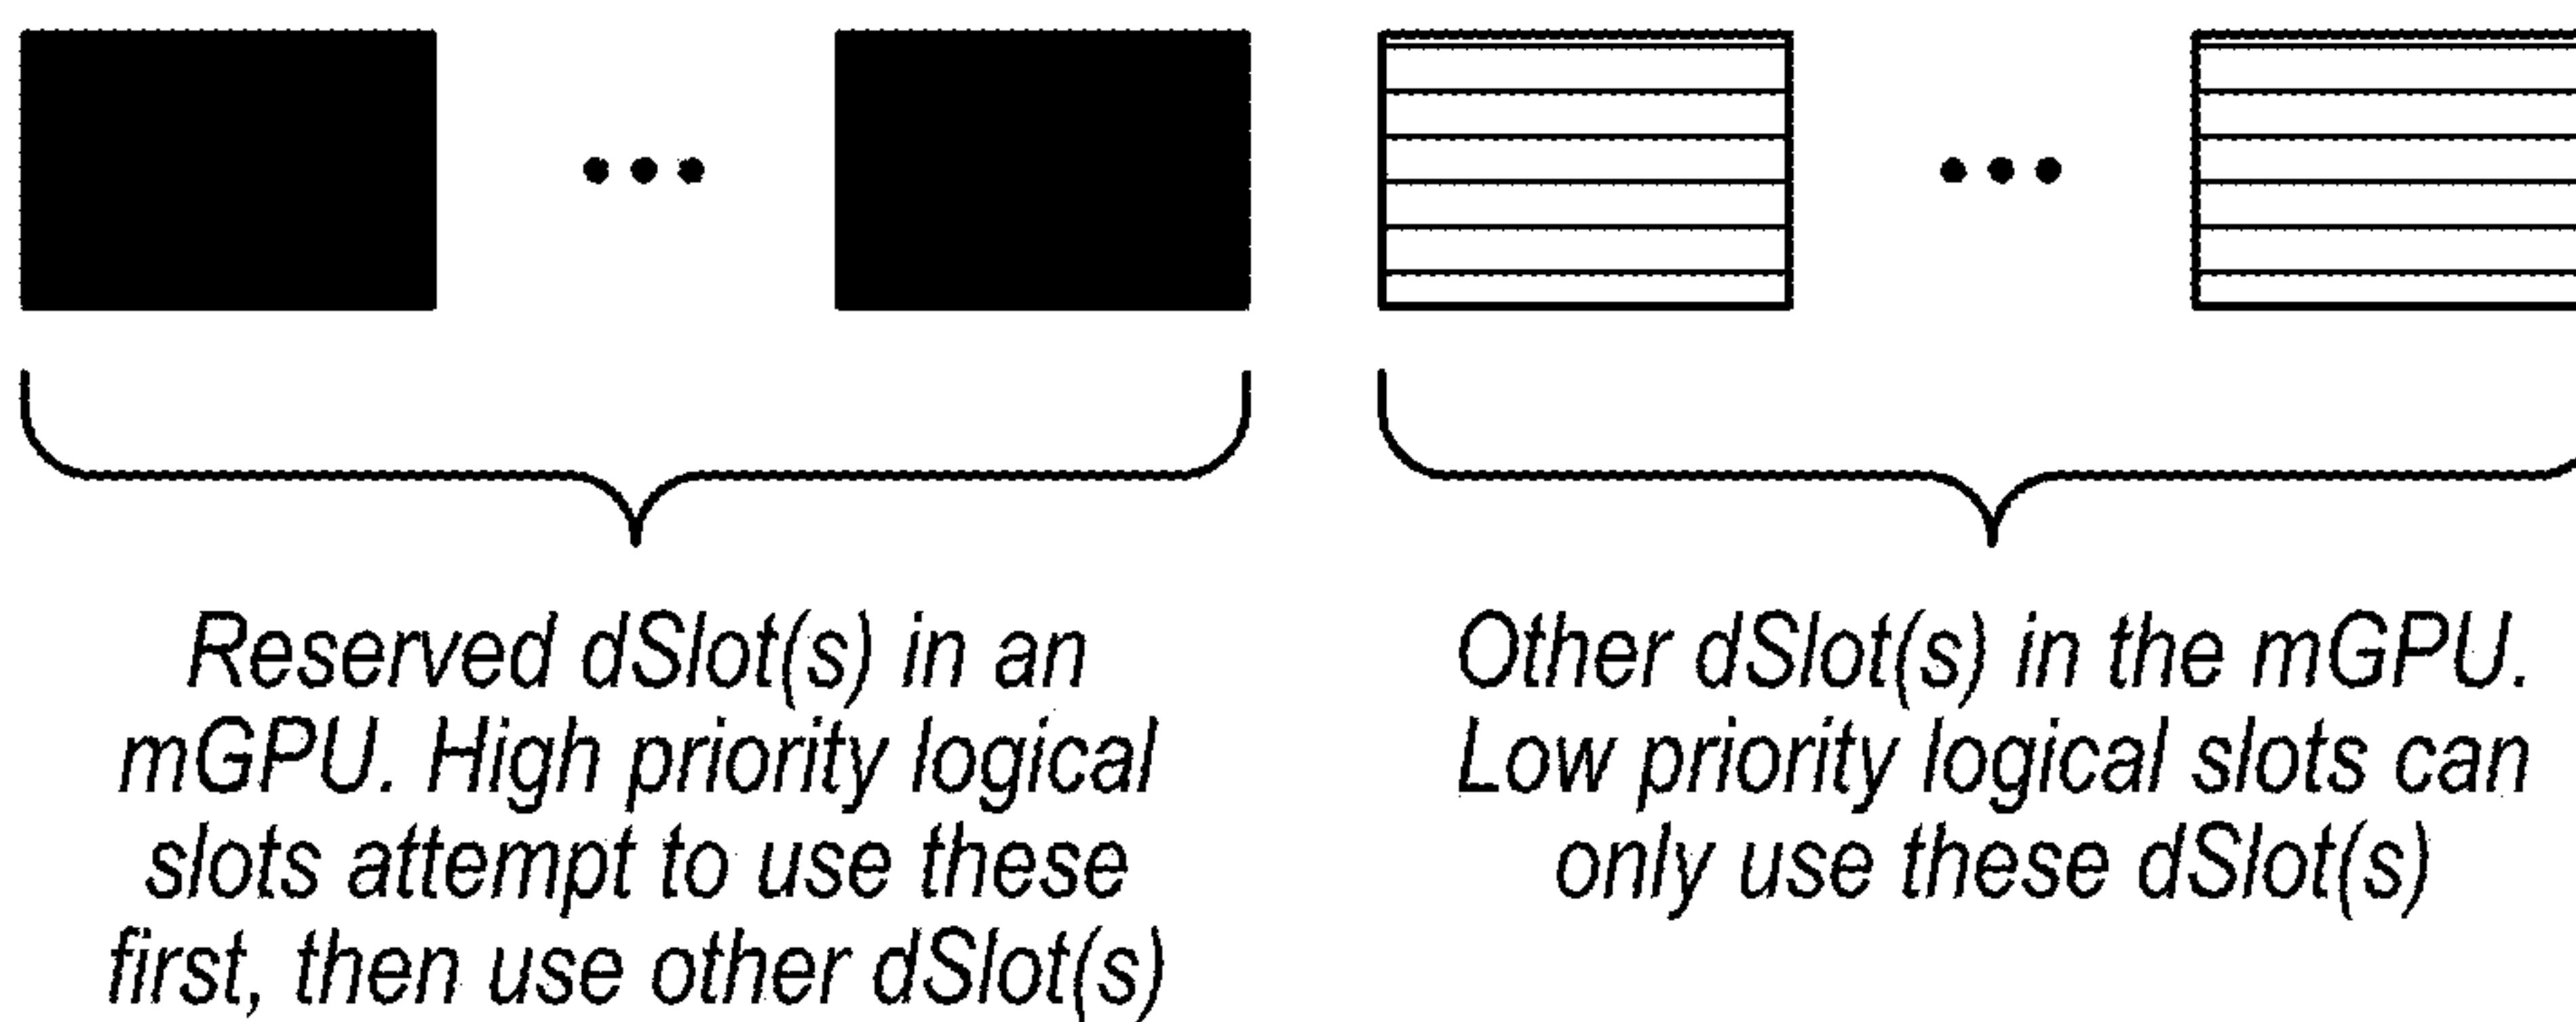 Reserved dSlot(s) in an
mGPU. High priority logical
slots attempt to use these
first, then use other dSlot(s)
Other dSlot(s) in the mGPU.
Low priority logical slots can
only use these dSlot(s)